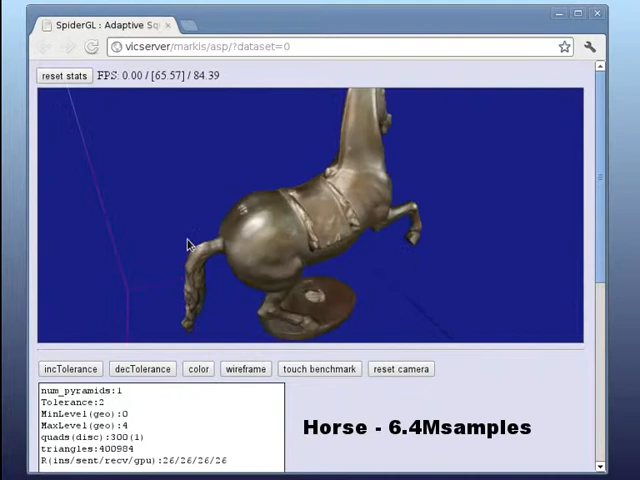 SpiderGL : Adaptive Sq
vicserver/markls/asp/?dataset=0
reset stats FPS: 0.00 / [65.57] / 84.39
incTolerance decTolerance color wireframe touch benchmark reset camera
num_pyramids:1
Tolerance:2
MinLevel(geo):0
MaxLevel(geo):4
quads(disc):300(1)
triangles:400984
R(ins/sent/recv/gpu):26/26/26/26
Horse - 6.4Msamples